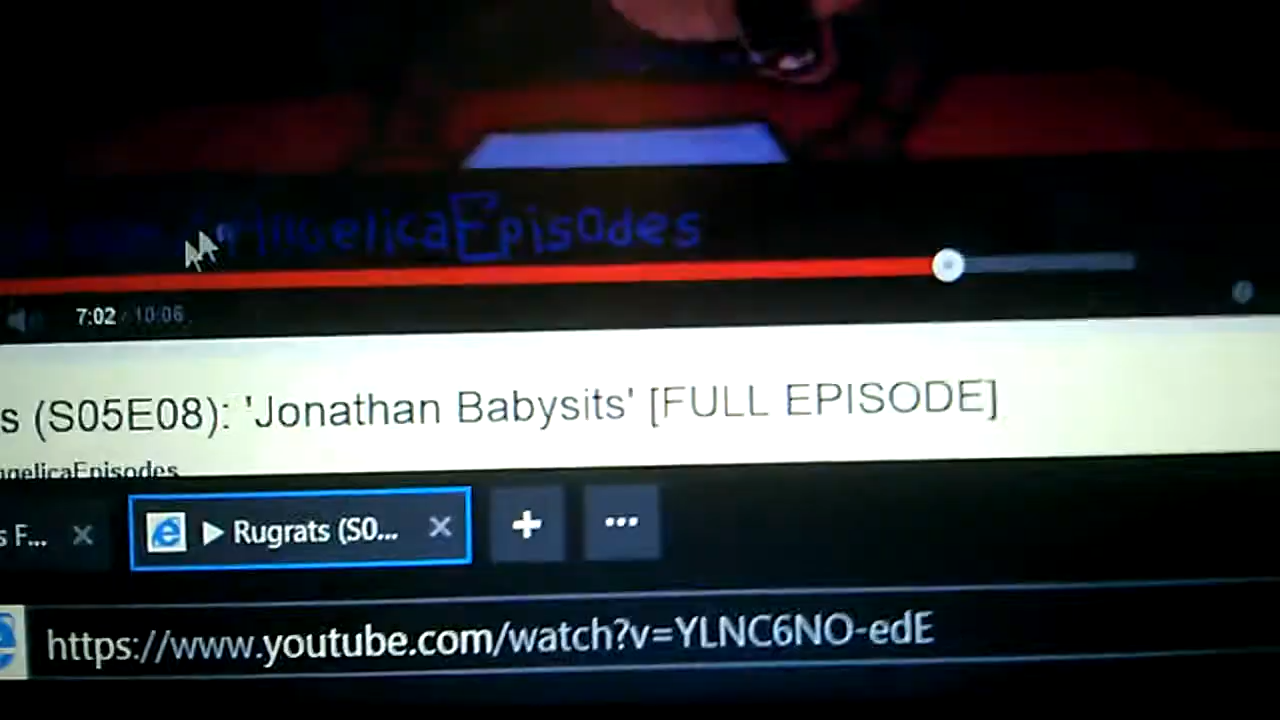 AngelicaEpisodes
7:02 / 10:06
s (S05E08): 'Jonathan Babysits' [FULL EPISODE]
ngelicaEpisodes
s F...
Rugrats (S0...
https://www.youtube.com/watch?v=YLNC6NO-edE